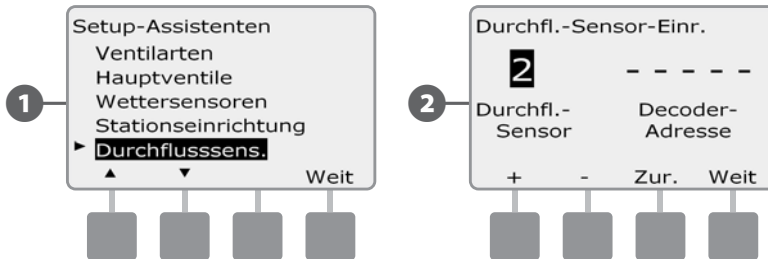 1
Setup-Assistenten
Ventilarten
Hauptventile
Wettersensoren
Stationseinrichtung
► Durchflusssens.
▲ ▼ Weit
2
Durchfl.-Sensor-Einr.
2 - - - - -
Durchfl.- Decoder-
Sensor Adresse
+ - Zur. Weit